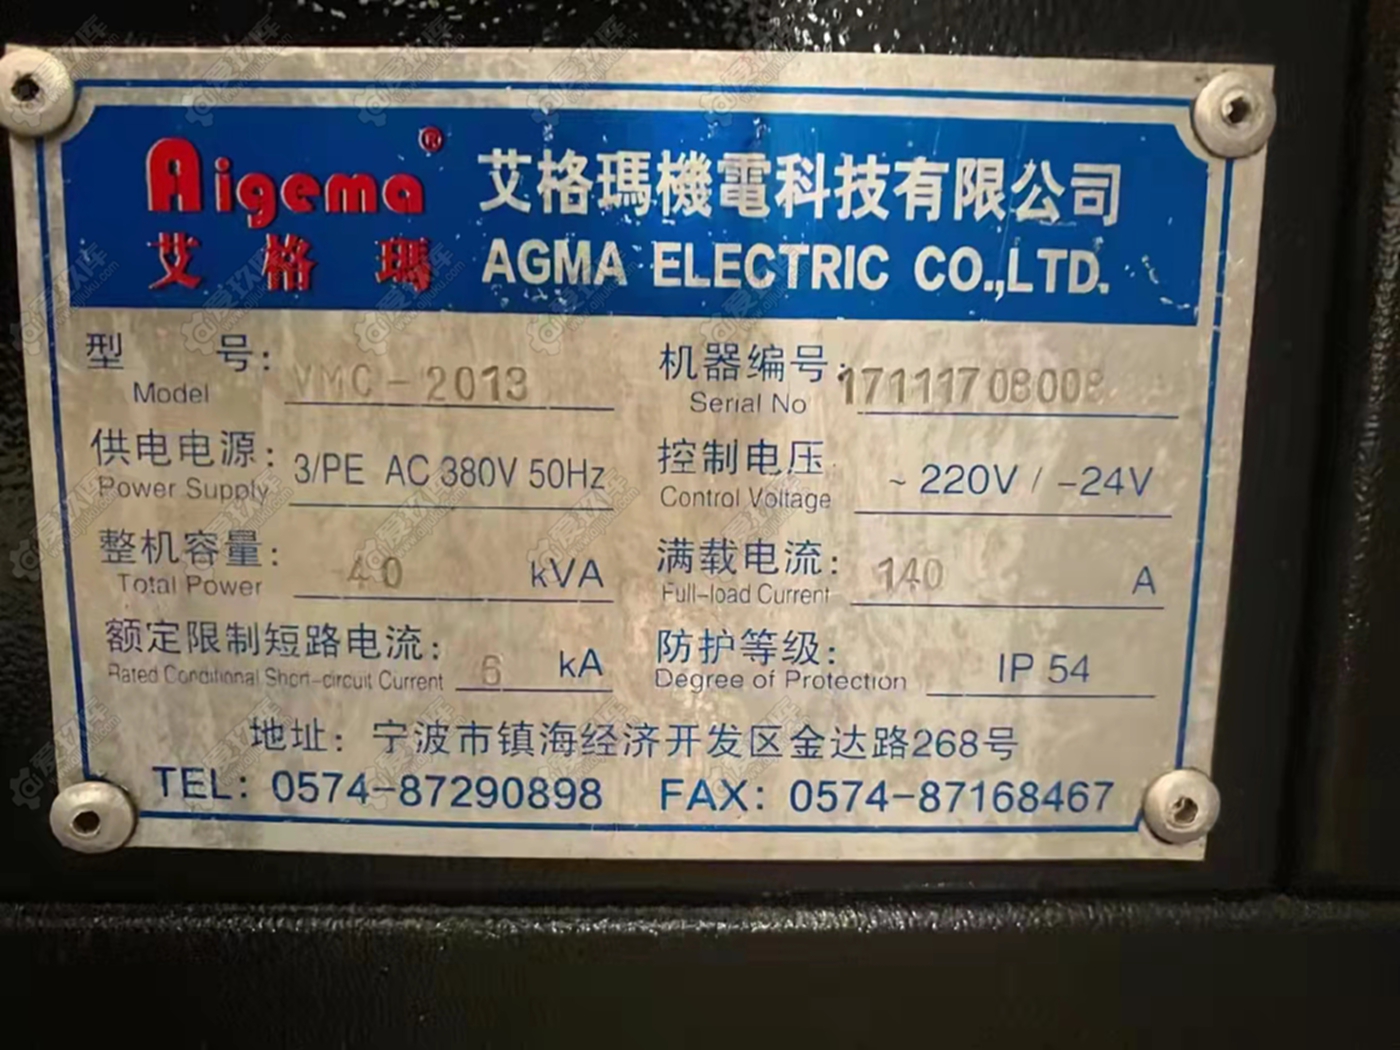 Aigema®
艾格瑪
艾格瑪機電科技有限公司
AGMA ELECTRIC CO.,LTD.
型 号: VMC-2013
Model
机器编号: 17111708008
Serial No
供电电源: 3/PE AC 380V 50Hz
Power Supply
控制电压 ~220V / -24V
Control Voltage
整机容量: 40 kVA
Total Power
满载电流: 140 A
Full-load Current
额定限制短路电流: 6 kA
Rated Conditional Short-circuit Current
防护等级: IP 54
Degree of Protection
地址: 宁波市镇海经济开发区金达路268号
TEL: 0574-87290898 FAX: 0574-87168467